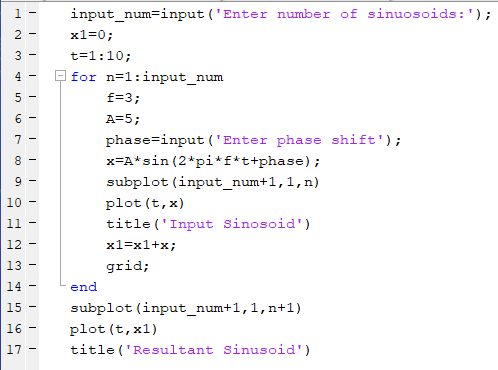 1 - input_num=input('Enter number of sinuosoids:');
2 - x1=0;
3 - t=1:10;
4 - for n=1:input_num
5 - f=3;
6 - A=5;
7 - phase=input('Enter phase shift');
8 - x=A*sin(2*pi*f*t+phase);
9 - subplot(input_num+1,1,n)
10 - plot(t,x)
11 - title('Input Sinosoid')
12 - x1=x1+x;
13 - grid;
14 - end
15 - subplot(input_num+1,1,n+1)
16 - plot(t,x1)
17 - title('Resultant Sinusoid')